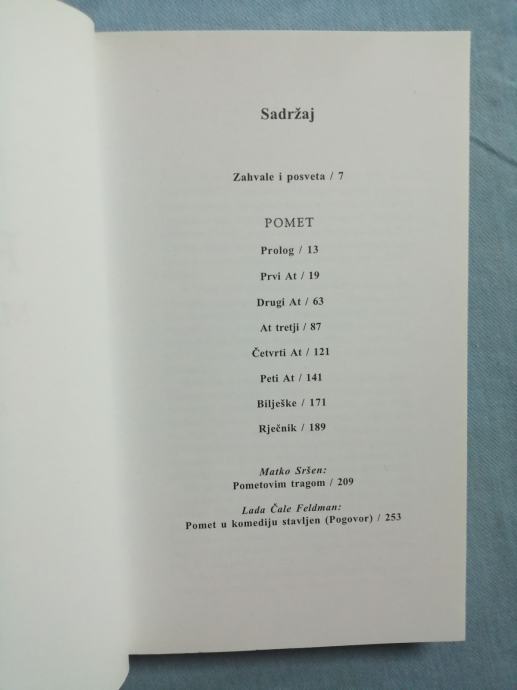 Sadržaj
Zahvale i posveta / 7
POMET
Prolog / 13
Prvi At / 19
Drugi At / 63
At tretji / 87
Četvrti At / 121
Peti At / 141
Bilješke / 171
Rječnik / 189
Matko Sršen:
Pometovim tragom / 209
Lada Čale Feldman:
Pomet u komediju stavljen (Pogovor) / 253